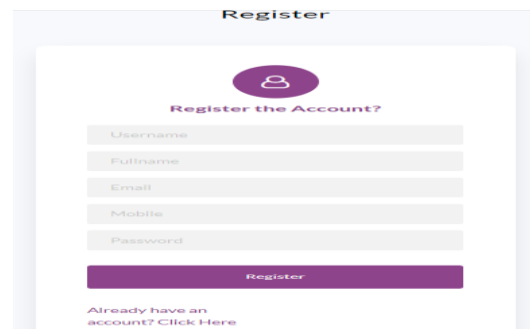 Register
Register the Account?
Username
Fullname
Email
Mobile
Password
Register
Already have an
account? Click Here